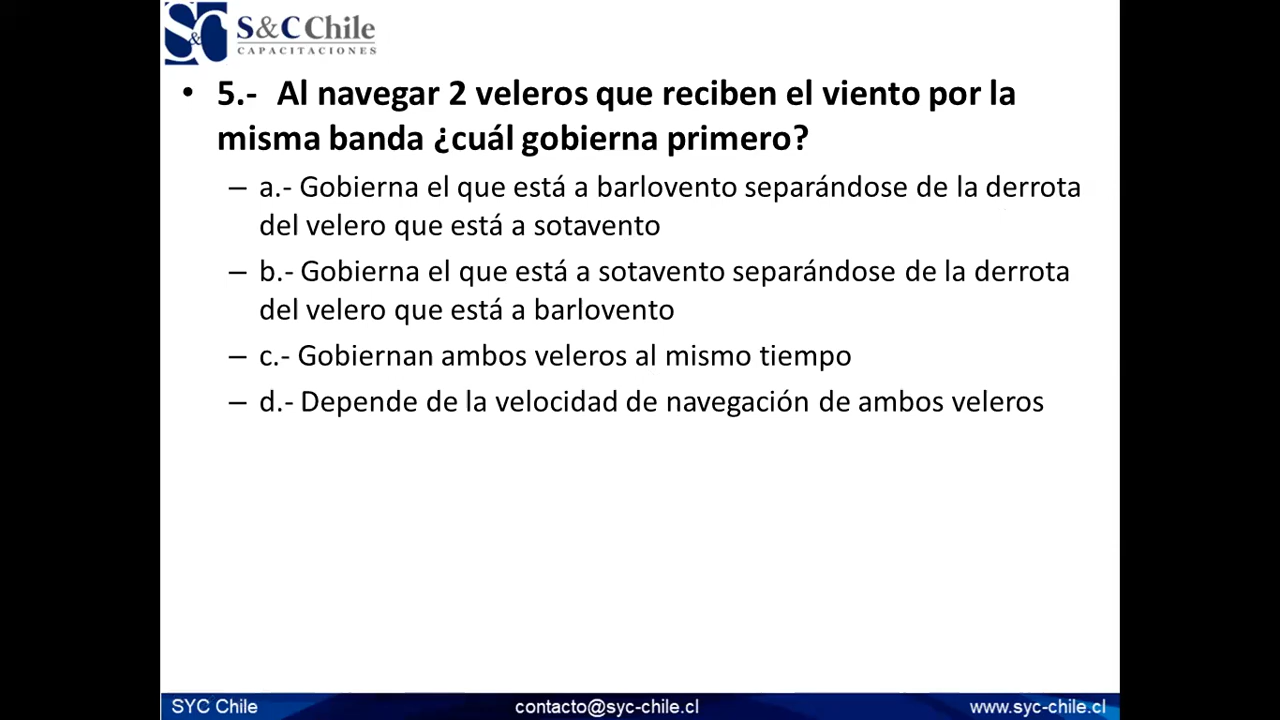 S&C S&C Chile
CAPACITACIONES
• 5.- Al navegar 2 veleros que reciben el viento por la
misma banda ¿cuál gobierna primero?
– a.- Gobierna el que está a barlovento separándose de la derrota
del velero que está a sotavento
– b.- Gobierna el que está a sotavento separándose de la derrota
del velero que está a barlovento
– c.- Gobiernan ambos veleros al mismo tiempo
– d.- Depende de la velocidad de navegación de ambos veleros
SYC Chile contacto@syc-chile.cl www.syc-chile.cl